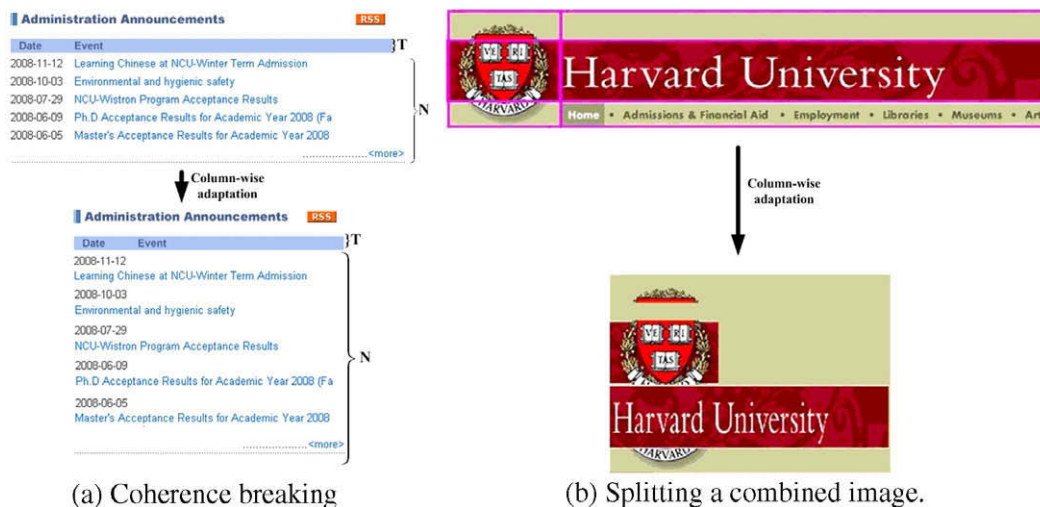 Administration Announcements RSS
Date Event }T
2008-11-12 Learning Chinese at NCU-Winter Term Admission
2008-10-03 Environmental and hygienic safety
2008-07-29 NCU-Wistron Program Acceptance Results
2008-06-09 Ph.D Acceptance Results for Academic Year 2008 (Fa
2008-06-05 Master's Acceptance Results for Academic Year 2008
N
....................<more>
Column-wise
adaptation
Administration Announcements RSS
Date Event }T
2008-11-12
Learning Chinese at NCU-Winter Term Admission
2008-10-03
Environmental and hygienic safety
2008-07-29
NCU-Wistron Program Acceptance Results
N
2008-06-09
Ph.D Acceptance Results for Academic Year 2008 (Fa
2008-06-05
Master's Acceptance Results for Academic Year 2008
....................<more>
(a) Coherence breaking
VE RI
TAS
HARVARD
Harvard University
Home • Admissions & Financial Aid • Employment • Libraries • Museums • Art
Column-wise
adaptation
VE RI
TAS
Harvard University
HARVARD
(b) Splitting a combined image.